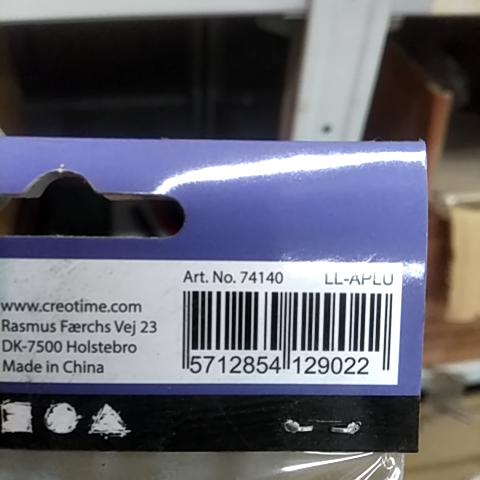 Art. No. 74140 LL-APLU
www.creotime.com
Rasmus Færchs Vej 23
DK-7500 Holstebro
Made in China
5712854 129022